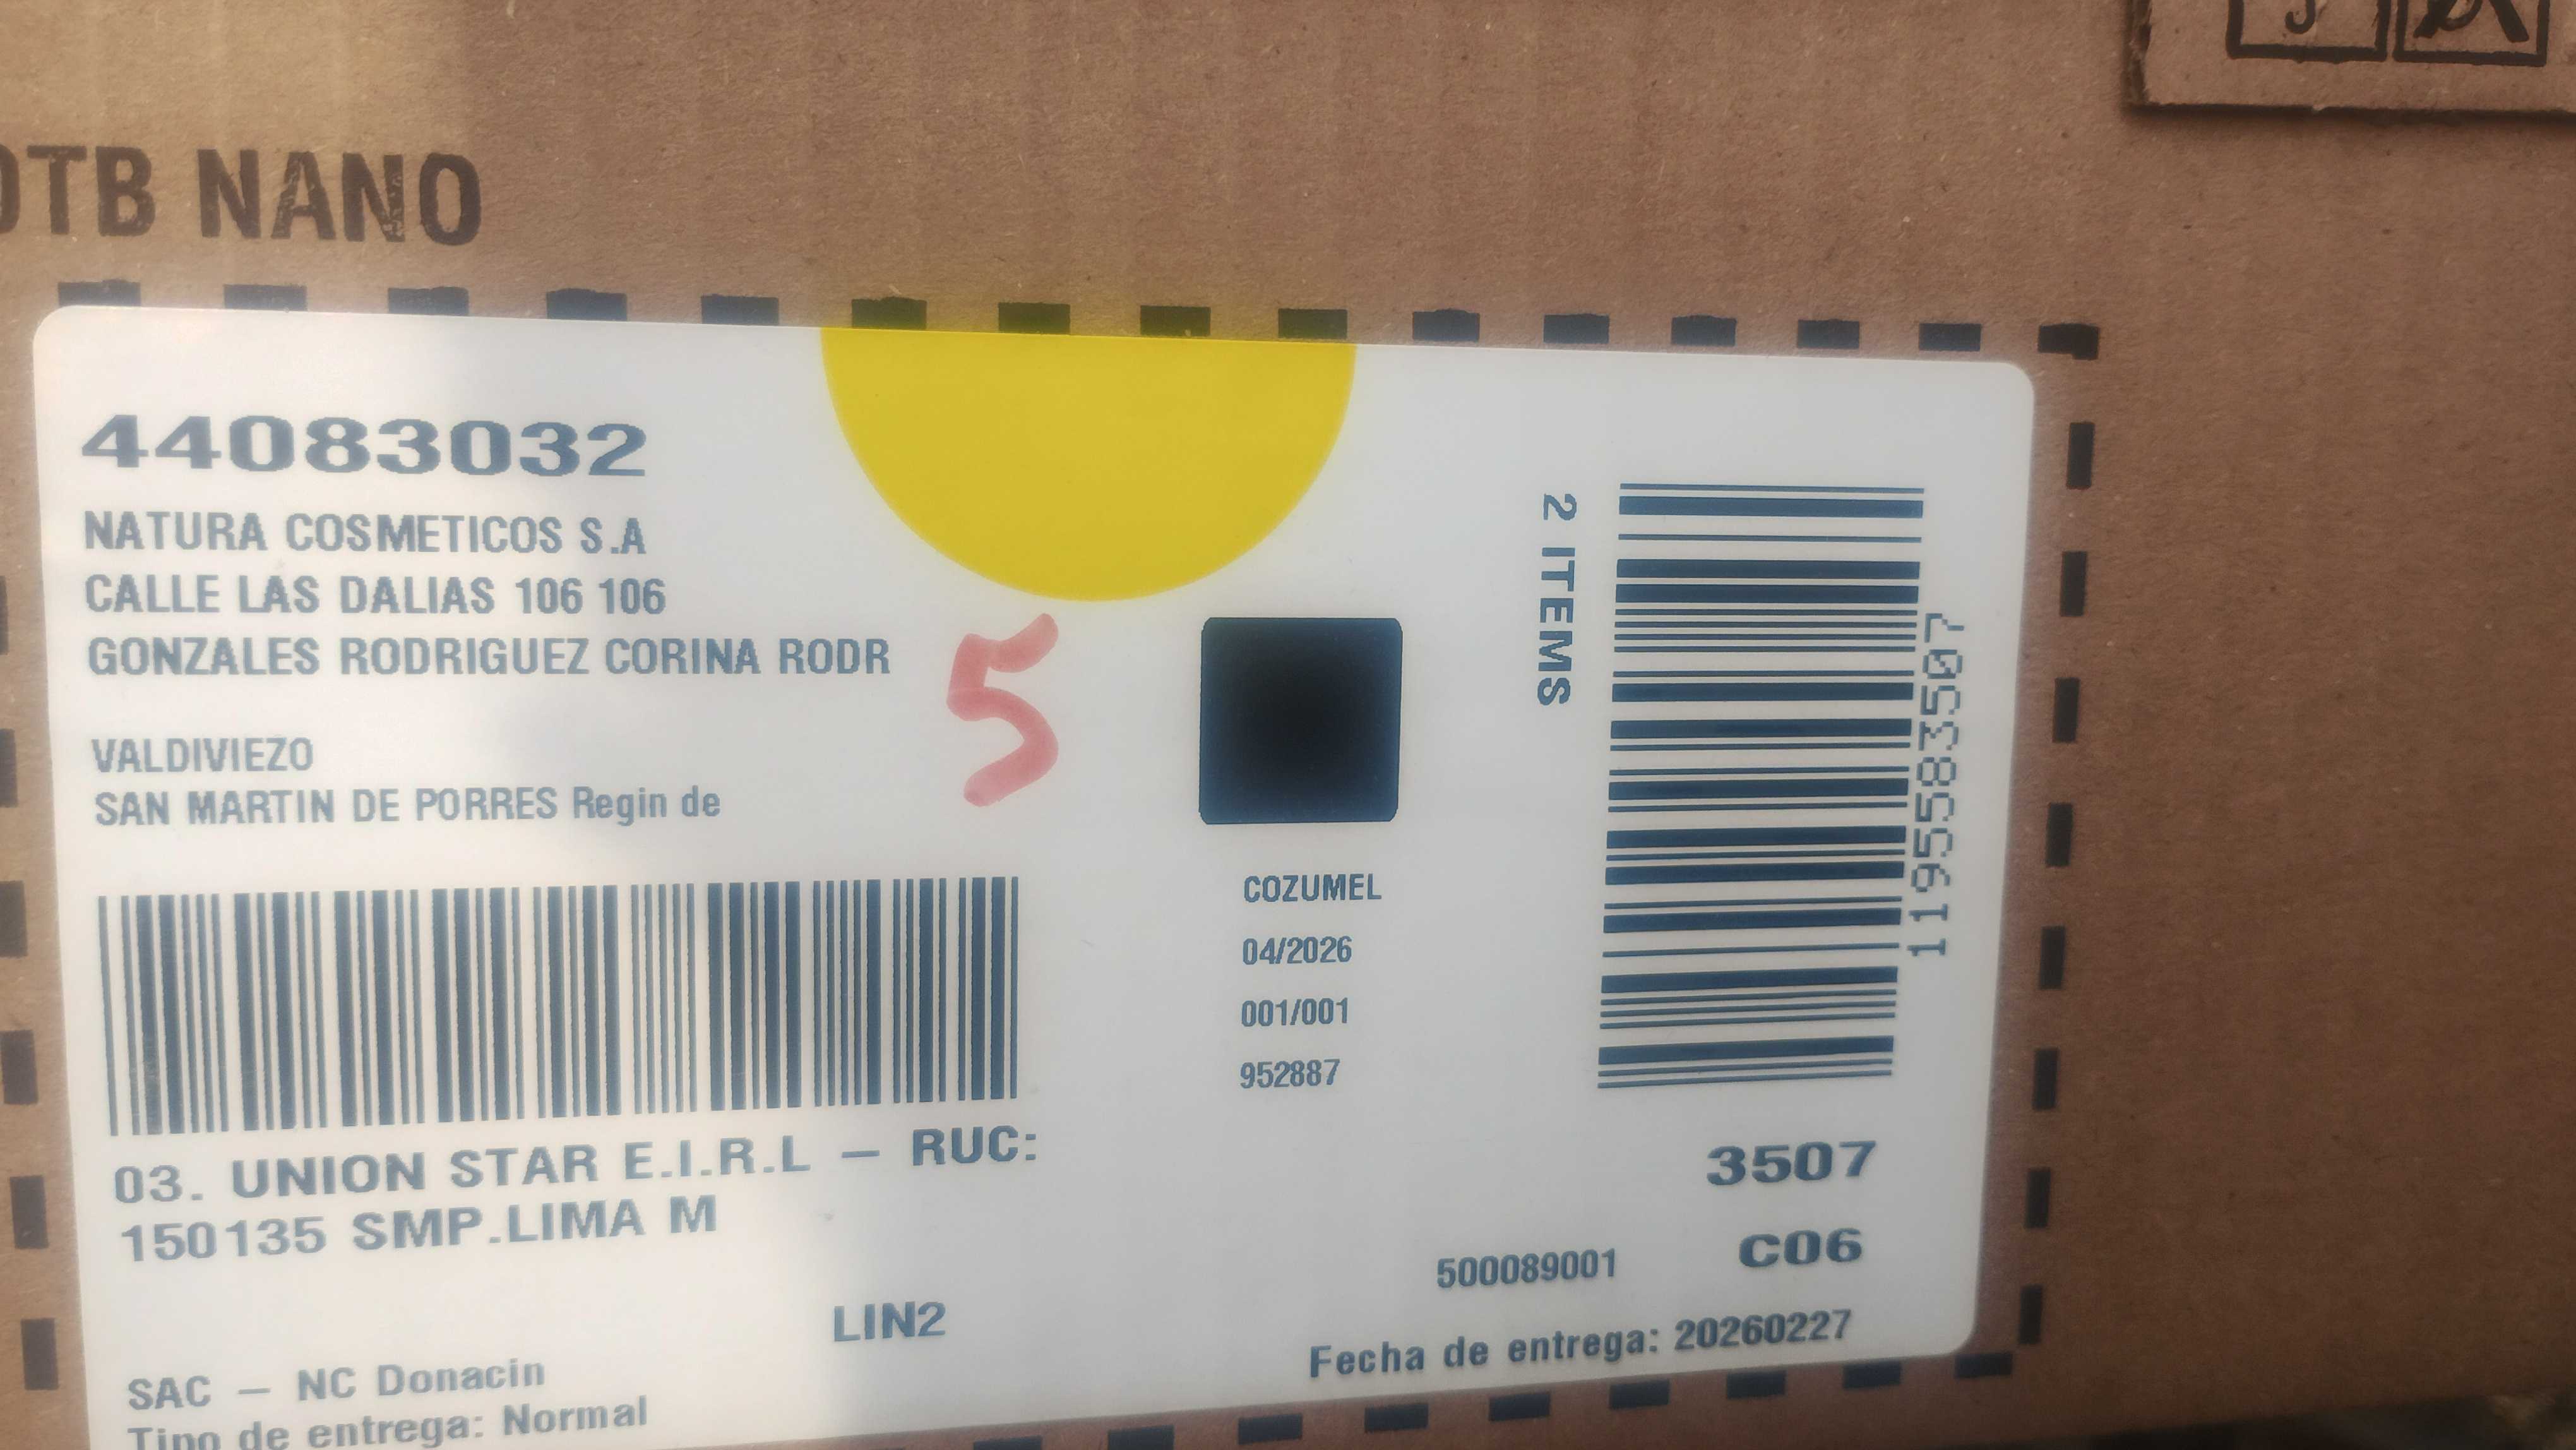 OTB NANO
44083032
NATURA COSMETICOS S.A
CALLE LAS DALIAS 106 106
GONZALES RODRIGUEZ CORINA RODR
5
VALDIVIEZO
SAN MARTIN DE PORRES Regin de
2 ITEMS
11955833507
COZUMEL
04/2026
001/001
952887
03. UNION STAR E.I.R.L – RUC:
150135 SMP.LIMA M
3507
C06
500089001
LIN2
Fecha de entrega: 20260227
SAC – NC Donacin
Tipo de entrega: Normal